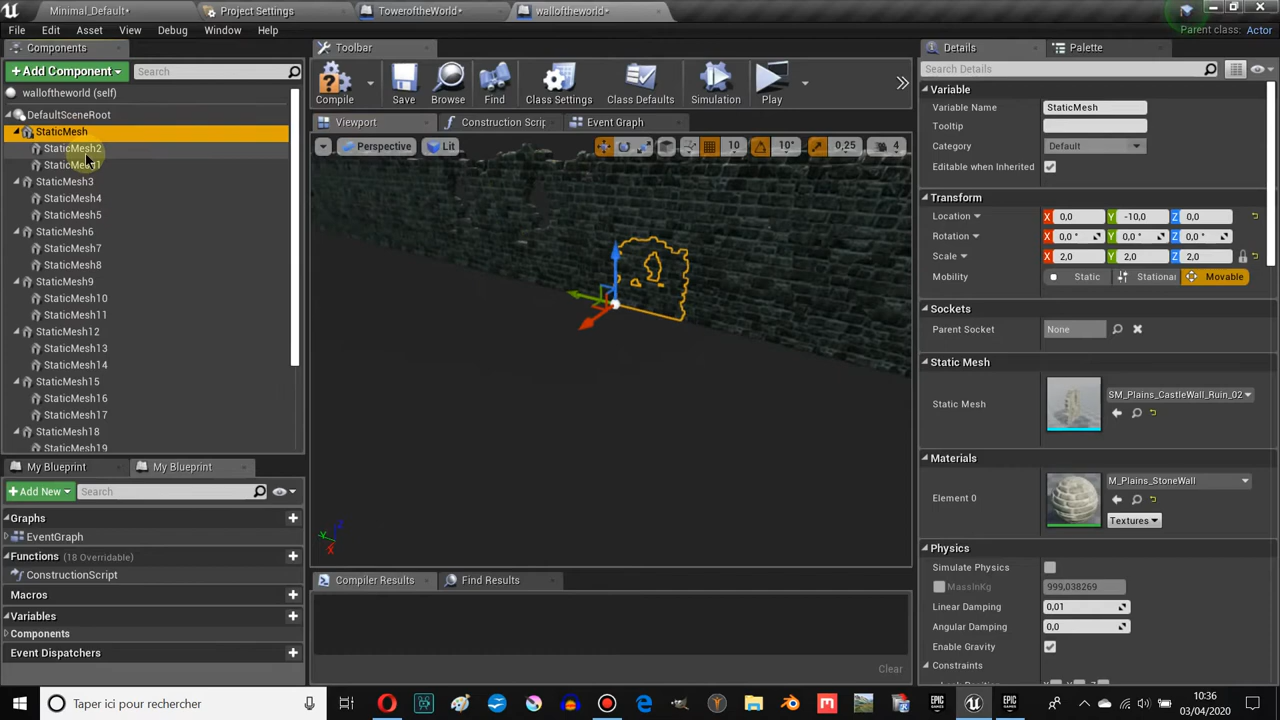 Minimal_Default*
Project Settings
ToweroftheWorld*
walloftheworld*
File Edit Asset View Debug Window Help
Parent class: Actor
Components
Toolbar
Details
Palette
+ Add Component
Search
Compile
Save
Browse
Find
Class Settings
Class Defaults
Simulation
Play
Search Details
walloftheworld (self)
DefaultSceneRoot
StaticMesh
StaticMesh2
StaticMesh3
StaticMesh4
StaticMesh5
StaticMesh6
StaticMesh7
StaticMesh8
StaticMesh9
StaticMesh10
StaticMesh11
StaticMesh12
StaticMesh13
StaticMesh14
StaticMesh15
StaticMesh16
StaticMesh17
StaticMesh18
StaticMesh19
Viewport
Construction Scrip
Event Graph
Perspective
Lit
10
10°
0,25
4
Variable
Variable Name StaticMesh
Tooltip
Category Default
Editable when Inherited
Transform
Location X 0,0 Y -10,0 Z 0,0
Rotation X 0,0 ° Y 0,0 ° Z 0,0 °
Scale X 2,0 Y 2,0 Z 2,0
Mobility Static Stationar Movable
Sockets
Parent Socket None
Static Mesh
Static Mesh SM_Plains_CastleWall_Ruin_02
Materials
Element 0 M_Plains_StoneWall
Textures
Physics
Simulate Physics
MassInKg 999,038269
Linear Damping 0,01
Angular Damping 0,0
Enable Gravity
Constraints
My Blueprint
My Blueprint
+ Add New
Search
Graphs
EventGraph
Functions (18 Overridable)
ConstructionScript
Macros
Variables
Components
Event Dispatchers
Z
Y
X
Compiler Results
Find Results
Clear
Taper ici pour rechercher
EPIC GAMES
EPIC GAMES
10:36
03/04/2020